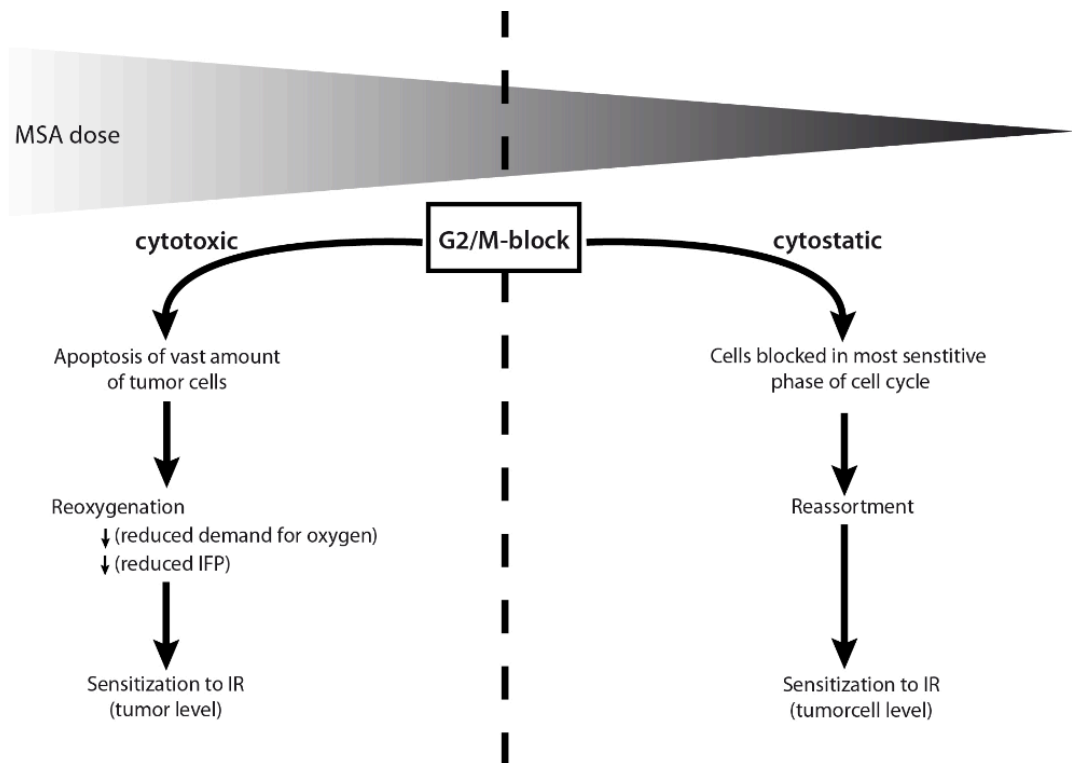 MSA dose
cytotoxic
G2/M-block
cytostatic
Apoptosis of vast amount
of tumor cells
Reoxygenation
(reduced demand for oxygen)
(reduced IFP)
Sensitization to IR
(tumor level)
Cells blocked in most senstitive
phase of cell cycle
Reassortment
Sensitization to IR
(tumorcell level)